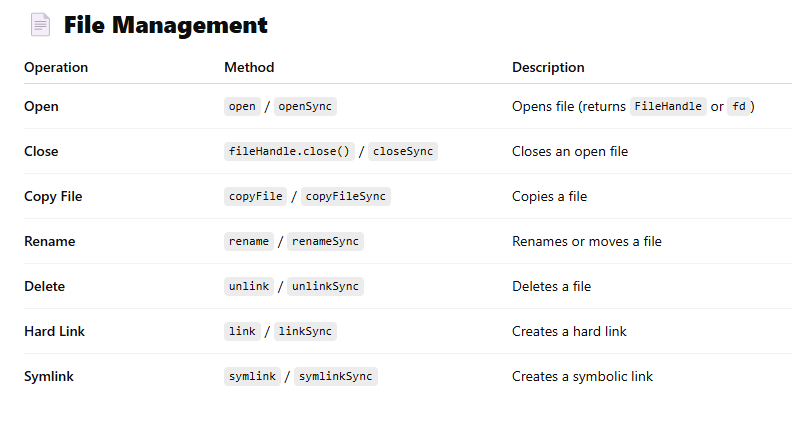 File Management
Operation Method Description
Open open / openSync Opens file (returns FileHandle or fd)
Close fileHandle.close() / closeSync Closes an open file
Copy File copyFile / copyFileSync Copies a file
Rename rename / renameSync Renames or moves a file
Delete unlink / unlinkSync Deletes a file
Hard Link link / linkSync Creates a hard link
Symlink symlink / symlinkSync Creates a symbolic link